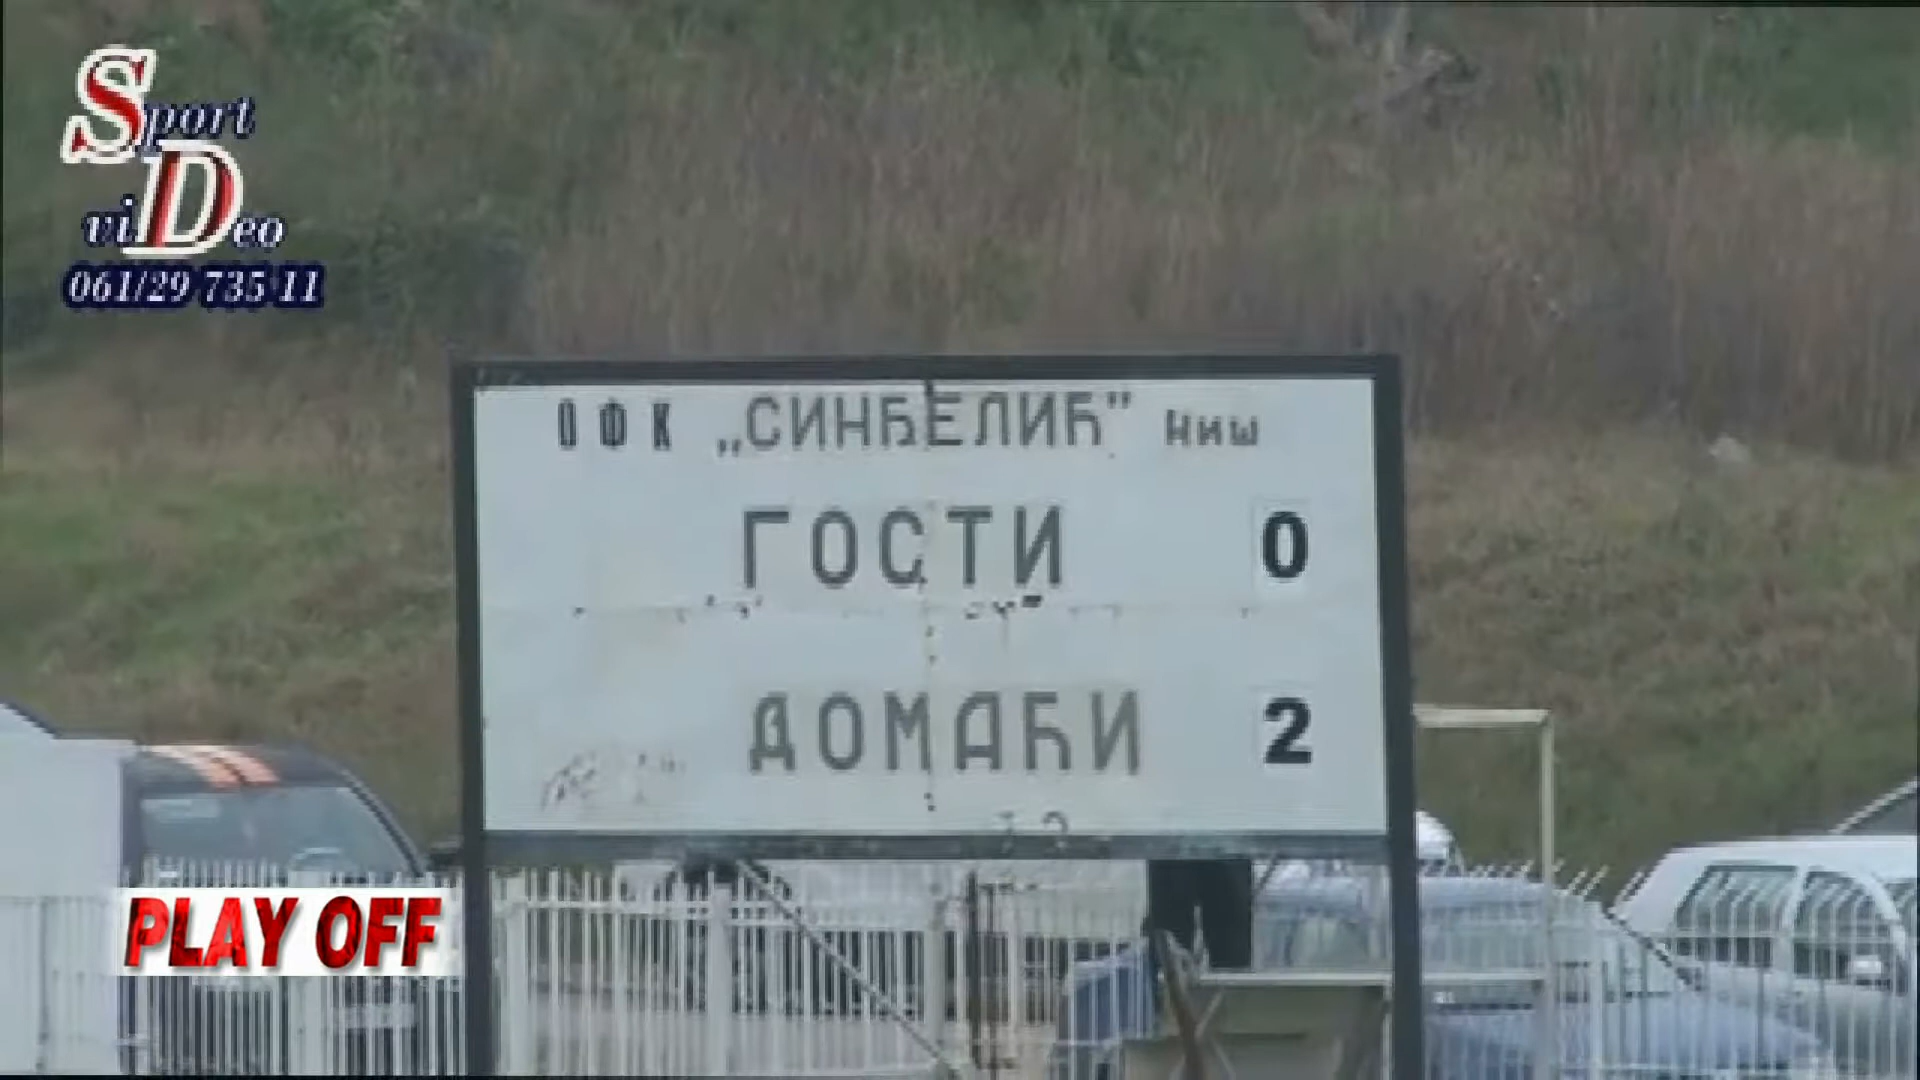 Sport
viDeo
061/29 735 11
ОФК „СИНЂЕЛИЋ” Ниш
ГОСТИ 0
ДОМАЋИ 2
PLAY OFF